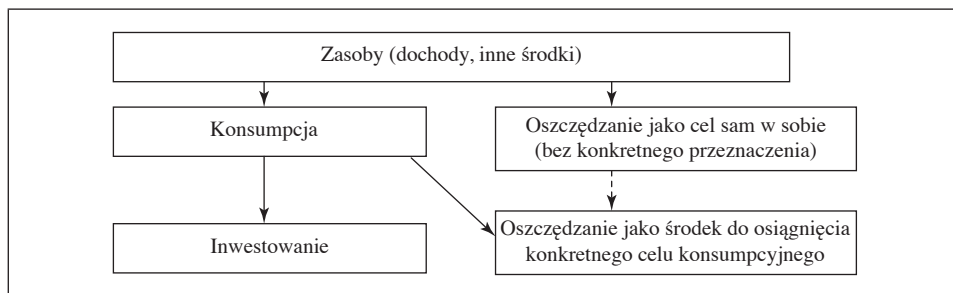 Zasoby (dochody, inne środki)
Konsumpcja
Oszczędzanie jako cel sam w sobie
(bez konkretnego przeznaczenia)
Inwestowanie
Oszczędzanie jako środek do osiągnięcia
konkretnego celu konsumpcyjnego